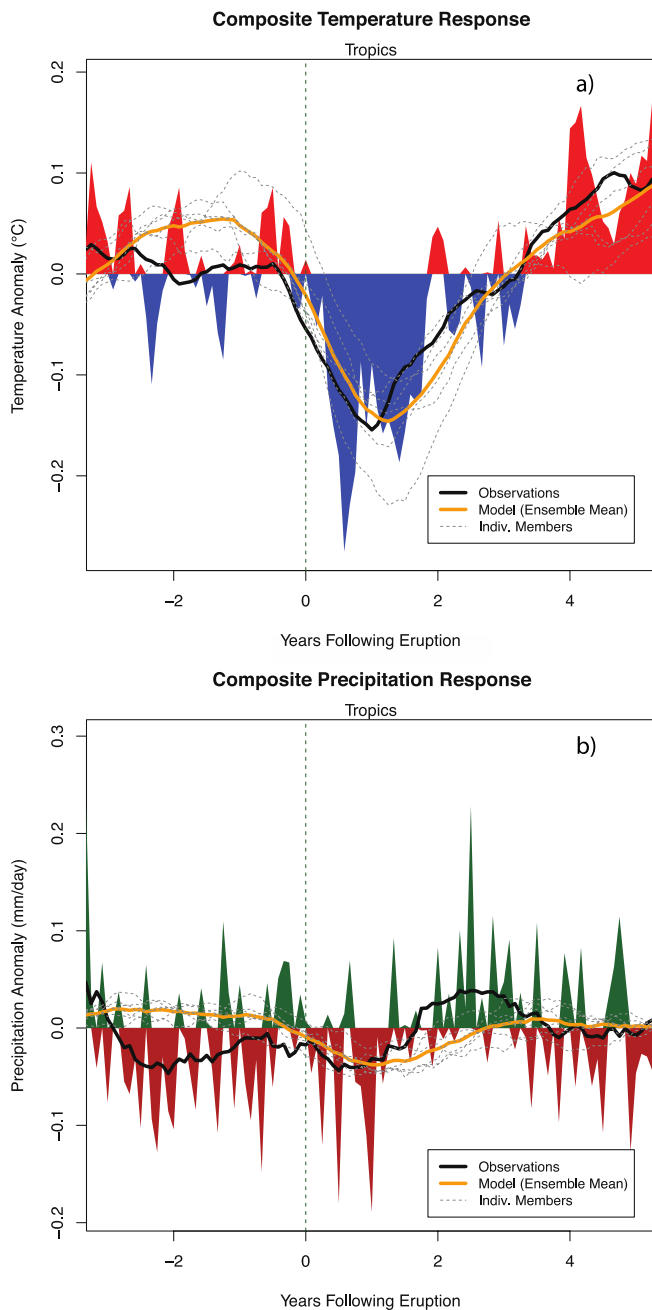 Composite Temperature Response
Tropics
a)
Temperature Anomaly (°C)
0.2
0.1
0.0
−0.1
−0.2
Observations
Model (Ensemble Mean)
Indiv. Members
−2 0 2 4
Years Following Eruption
Composite Precipitation Response
Tropics
b)
Precipitation Anomaly (mm/day)
0.3
0.2
0.1
0.0
−0.1
−0.2
Observations
Model (Ensemble Mean)
Indiv. Members
−2 0 2 4
Years Following Eruption